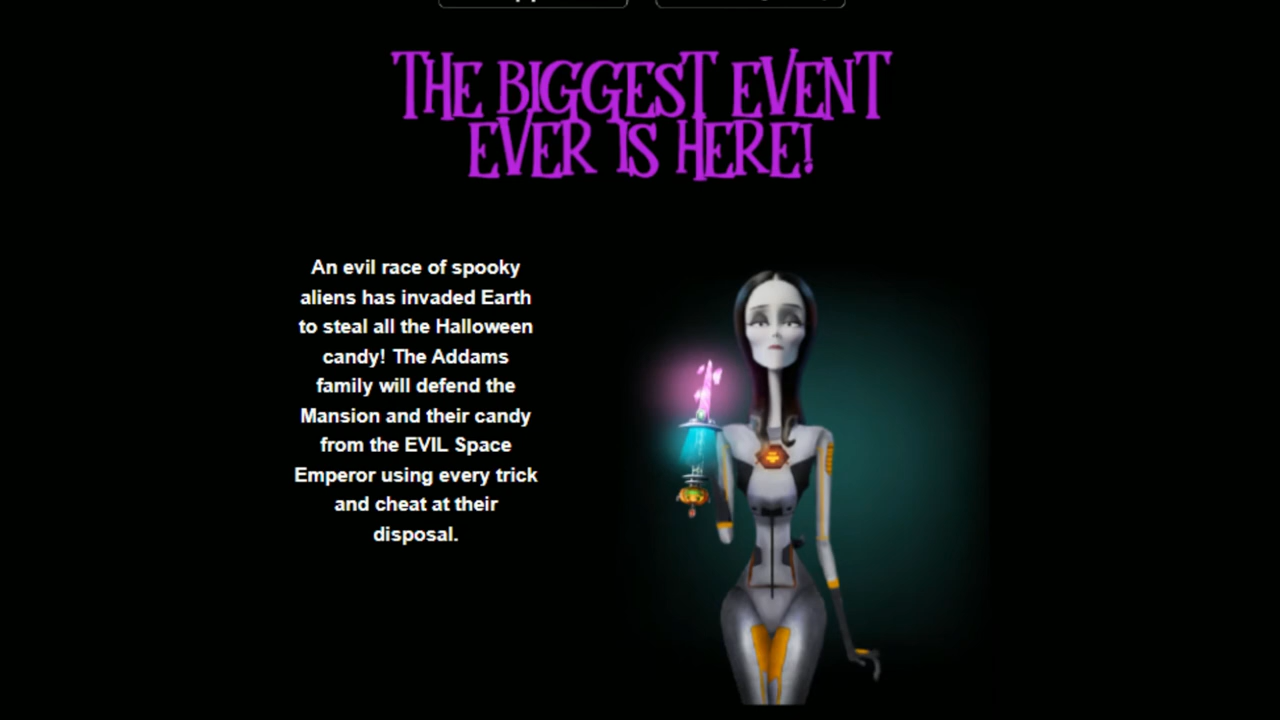 THE BIGGEST EVENT
EVER IS HERE!
An evil race of spooky
aliens has invaded Earth
to steal all the Halloween
candy! The Addams
family will defend the
Mansion and their candy
from the EVIL Space
Emperor using every trick
and cheat at their
disposal.